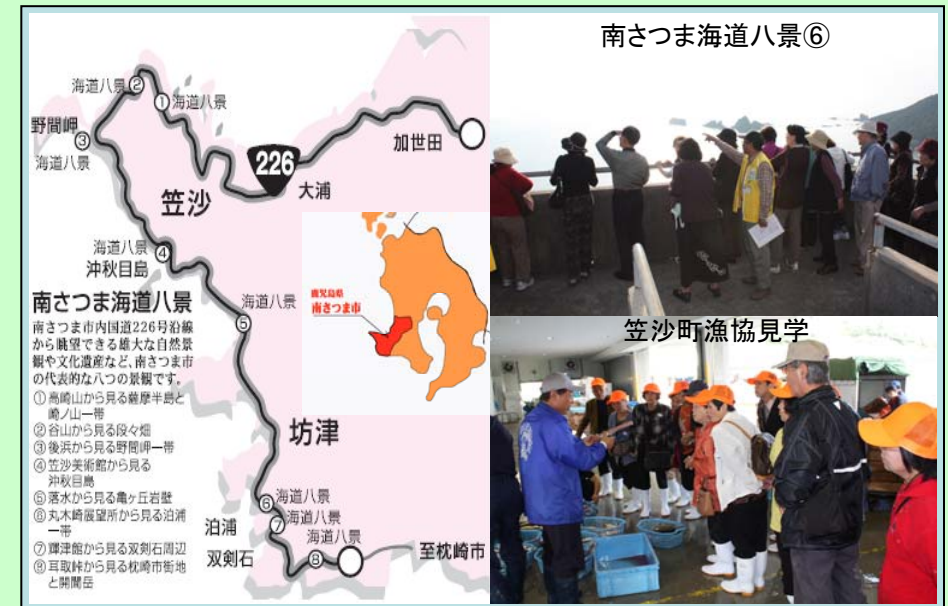 海道八景②
①海道八景
野間岬
③
海道八景
226
加世田
大浦
笠沙
海道八景④
沖秋目島
海道八景
⑤
鹿児島県
南さつま市
南さつま海道八景
南さつま市内国道226号沿線
から眺望できる雄大な自然景
観や文化遺産など、南さつま市
の代表的な八つの景観です。
①高崎山から見る薩摩半島と
崎ノ山一帯
②谷山から見る段々畑
③後浜から見る野間岬一帯
④笠沙美術館から見る
沖秋目島
⑤落水から見る亀ヶ丘岩壁
⑥丸木崎展望所から見る泊浦
一帯
⑦輝津館から見る双剣石周辺
⑧耳取峠から見る枕崎市街地
と開聞岳
坊津
⑥海道八景
⑦海道八景
泊浦
海道八景
双剣石
⑧
至枕崎市
南さつま海道八景⑥
笠沙町漁協見学